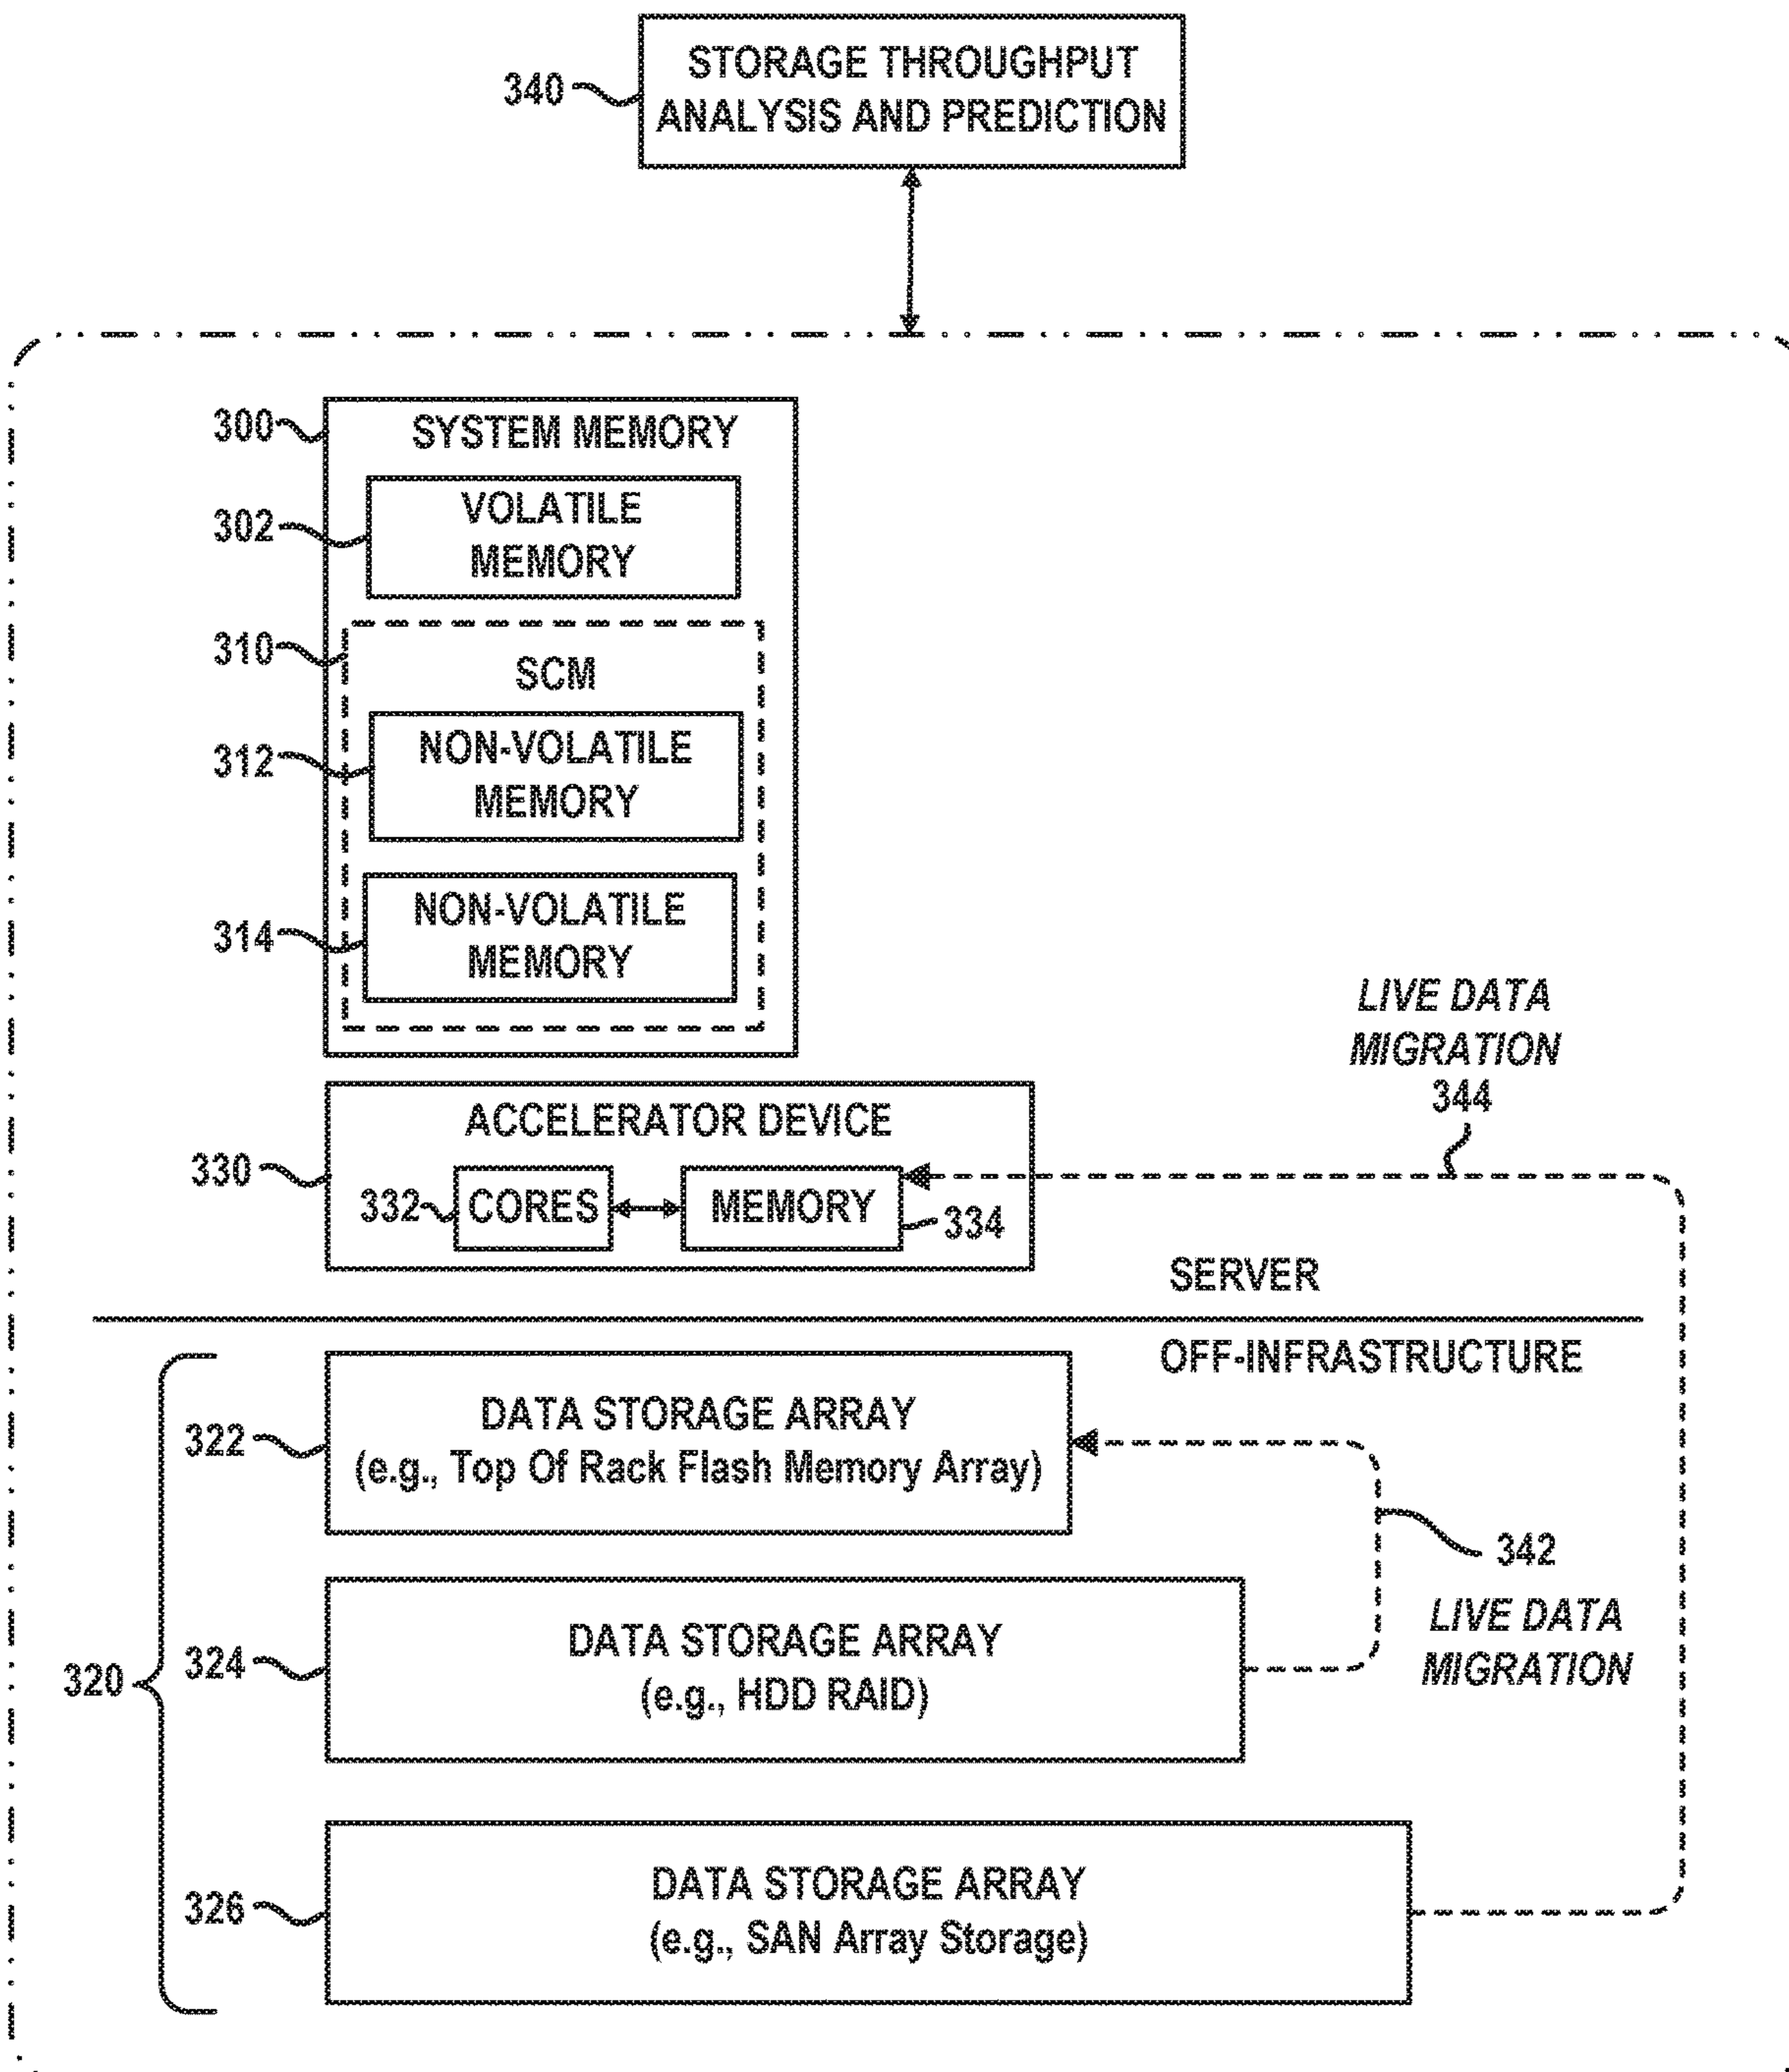 STORAGE THROUGHPUT
ANALYSIS AND PREDICTION
340
300
SYSTEM MEMORY
302
VOLATILE
MEMORY
310
SCM
312
NON-VOLATILE
MEMORY
314
NON-VOLATILE
MEMORY
LIVE DATA
MIGRATION
344
ACCELERATOR DEVICE
330
332
CORES
MEMORY
334
SERVER
OFF-INFRASTRUCTURE
320
322
DATA STORAGE ARRAY
(e.g., Top Of Rack Flash Memory Array)
342
LIVE DATA
MIGRATION
324
DATA STORAGE ARRAY
(e.g., HDD RAID)
326
DATA STORAGE ARRAY
(e.g., SAN Array Storage)